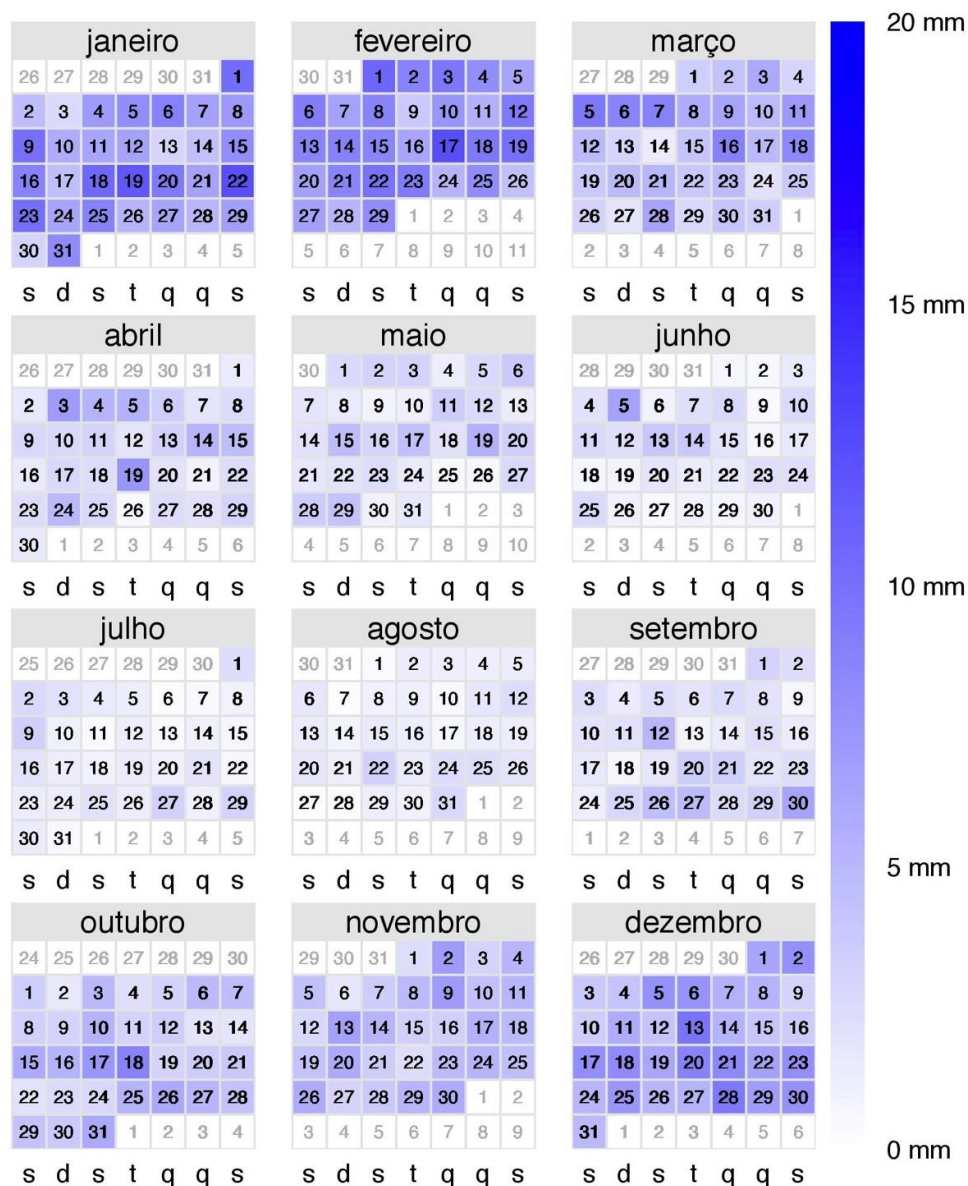 janeiro
26 27 28 29 30 31 1
2 3 4 5 6 7 8
9 10 11 12 13 14 15
16 17 18 19 20 21 22
23 24 25 26 27 28 29
30 31 1 2 3 4 5
s d s t q q s
fevereiro
30 31 1 2 3 4 5
6 7 8 9 10 11 12
13 14 15 16 17 18 19
20 21 22 23 24 25 26
27 28 29 1 2 3 4
5 6 7 8 9 10 11
s d s t q q s
março
27 28 29 1 2 3 4
5 6 7 8 9 10 11
12 13 14 15 16 17 18
19 20 21 22 23 24 25
26 27 28 29 30 31 1
2 3 4 5 6 7 8
s d s t q q s
abril
26 27 28 29 30 31 1
2 3 4 5 6 7 8
9 10 11 12 13 14 15
16 17 18 19 20 21 22
23 24 25 26 27 28 29
30 1 2 3 4 5 6
s d s t q q s
maio
30 1 2 3 4 5 6
7 8 9 10 11 12 13
14 15 16 17 18 19 20
21 22 23 24 25 26 27
28 29 30 31 1 2 3
4 5 6 7 8 9 10
s d s t q q s
junho
28 29 30 31 1 2 3
4 5 6 7 8 9 10
11 12 13 14 15 16 17
18 19 20 21 22 23 24
25 26 27 28 29 30 1
2 3 4 5 6 7 8
s d s t q q s
julho
25 26 27 28 29 30 1
2 3 4 5 6 7 8
9 10 11 12 13 14 15
16 17 18 19 20 21 22
23 24 25 26 27 28 29
30 31 1 2 3 4 5
s d s t q q s
agosto
30 31 1 2 3 4 5
6 7 8 9 10 11 12
13 14 15 16 17 18 19
20 21 22 23 24 25 26
27 28 29 30 31 1 2
3 4 5 6 7 8 9
s d s t q q s
setembro
27 28 29 30 31 1 2
3 4 5 6 7 8 9
10 11 12 13 14 15 16
17 18 19 20 21 22 23
24 25 26 27 28 29 30
1 2 3 4 5 6 7
s d s t q q s
outubro
24 25 26 27 28 29 30
1 2 3 4 5 6 7
8 9 10 11 12 13 14
15 16 17 18 19 20 21
22 23 24 25 26 27 28
29 30 31 1 2 3 4
s d s t q q s
novembro
29 30 31 1 2 3 4
5 6 7 8 9 10 11
12 13 14 15 16 17 18
19 20 21 22 23 24 25
26 27 28 29 30 1 2
3 4 5 6 7 8 9
s d s t q q s
dezembro
26 27 28 29 30 1 2
3 4 5 6 7 8 9
10 11 12 13 14 15 16
17 18 19 20 21 22 23
24 25 26 27 28 29 30
31 1 2 3 4 5 6
s d s t q q s
20 mm
15 mm
10 mm
5 mm
0 mm